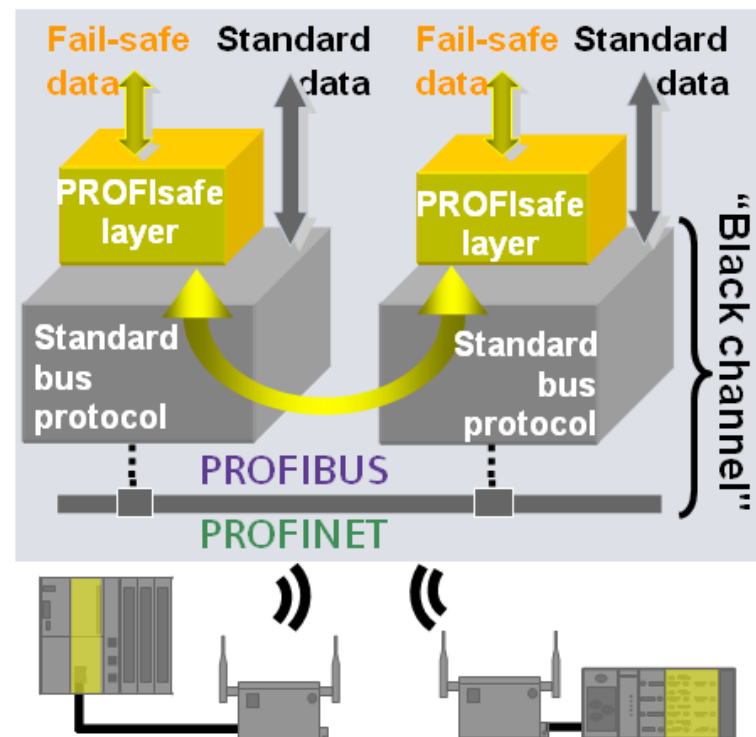 Fail-safe
data
Standard
data
Fail-safe
data
Standard
data
PROFIsafe
layer
PROFIsafe
layer
Standard
bus
protocol
Standard
bus
protocol
"Black channel"
PROFIBUS
PROFINET